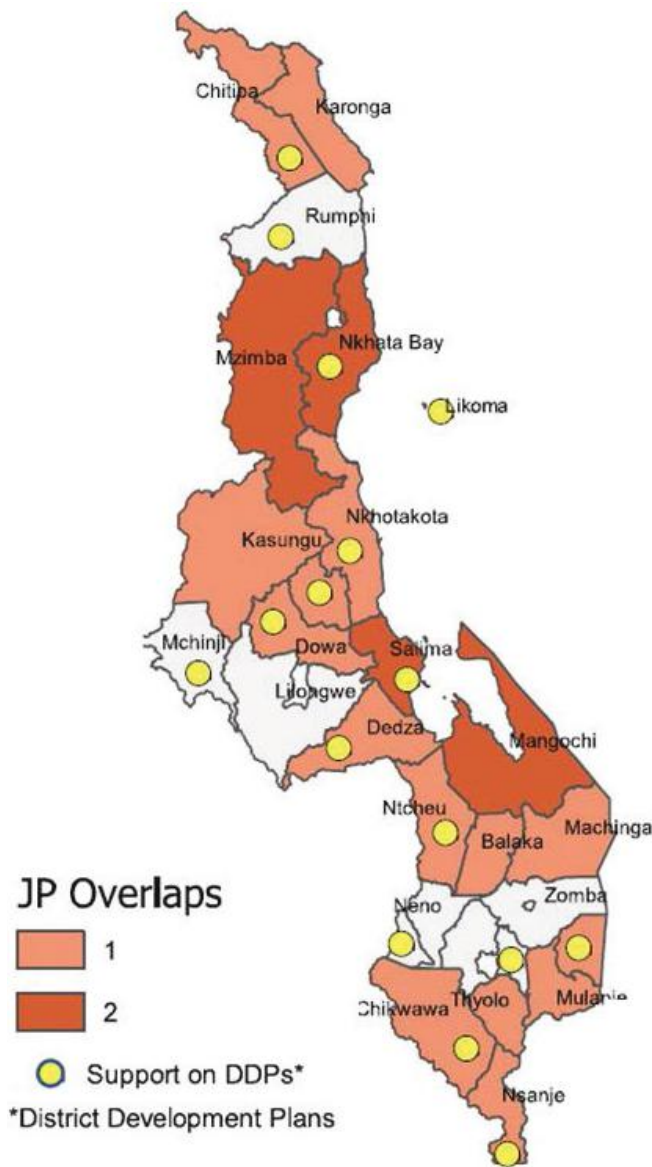 Chitipa
Karonga
Rumphi
Nkhata Bay
Mzimba
Likoma
Nkhotakota
Kasungu
Mchinji
Dowa
Salima
Lilongwe
Dedza
Mangochi
Ntcheu
Machinga
Balaka
JP Overlaps
Neno
Zomba
1
2
Chikwawa
Thyolo
Mulanje
Support on DDPs*
Nsanje
*District Development Plans